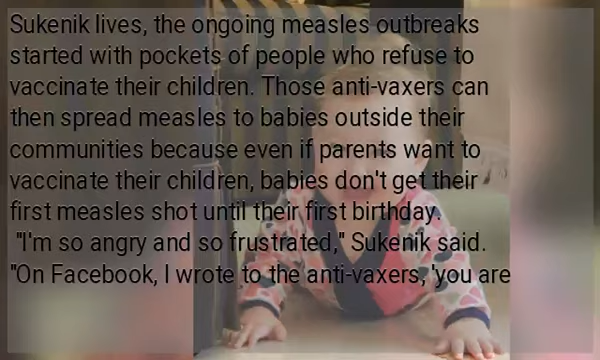 Sukenik lives, the ongoing measles outbreaks
started with pockets of people who refuse to
vaccinate their children. Those anti-vaxers can
then spread measles to babies outside their
communities because even if parents want to
vaccinate their children, babies don't get their
first measles shot until their first birthday.
"I'm so angry and so frustrated," Sukenik said.
"On Facebook, I wrote to the anti-vaxers, 'you are